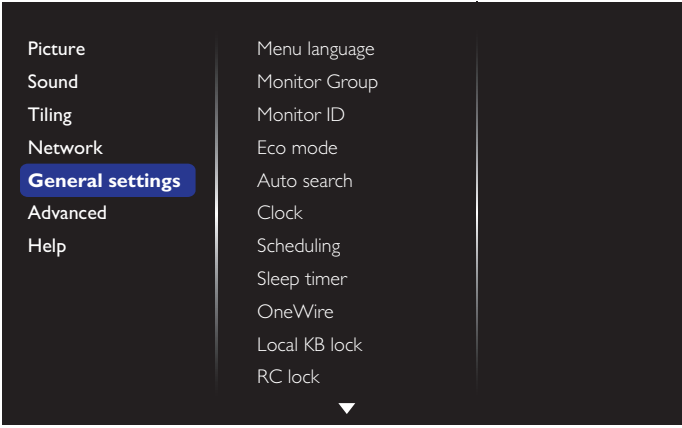 Picture
Sound
Tiling
Network
General settings
Advanced
Help
Menu language
Monitor Group
Monitor ID
Eco mode
Auto search
Clock
Scheduling
Sleep timer
OneWire
Local KB lock
RC lock